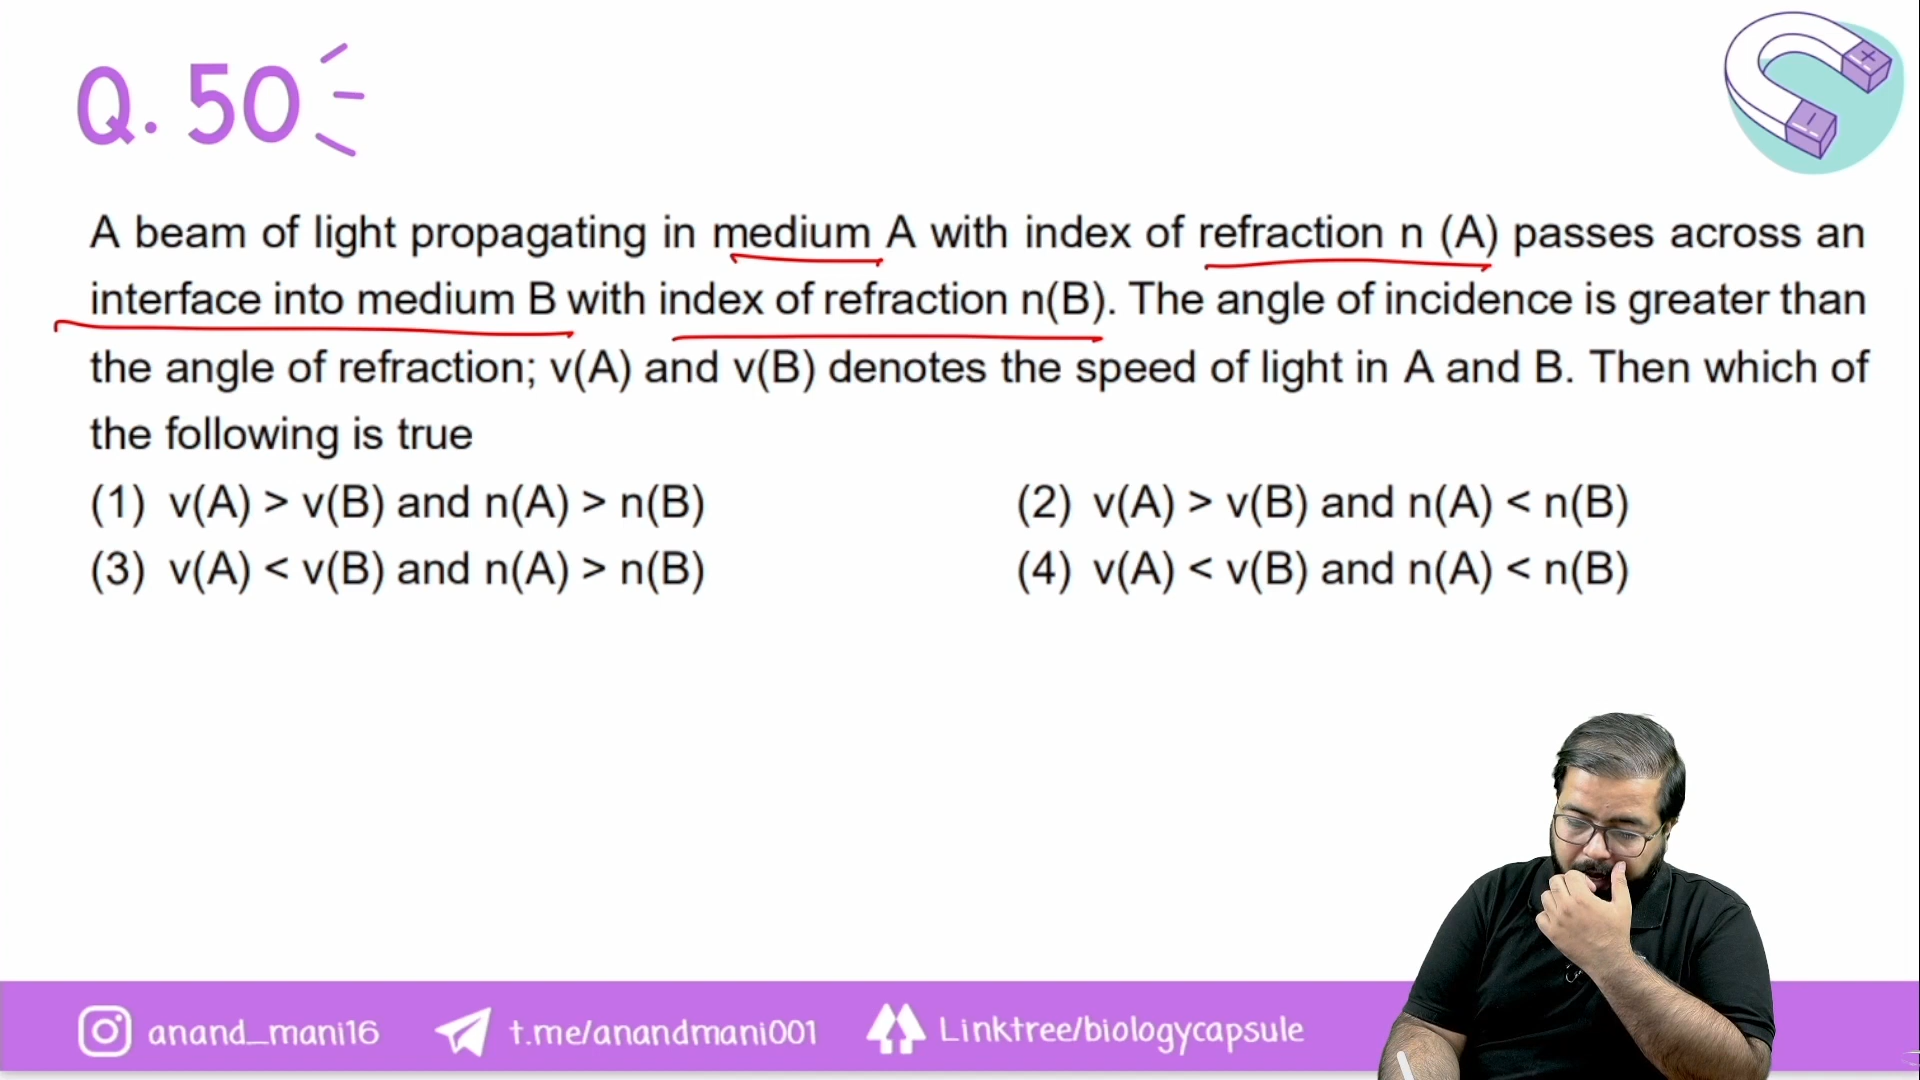 Q. 50
A beam of light propagating in medium A with index of refraction n (A) passes across an
interface into medium B with index of refraction n(B). The angle of incidence is greater than
the angle of refraction; v(A) and v(B) denotes the speed of light in A and B. Then which of
the following is true
(1) v(A) > v(B) and n(A) > n(B)
(2) v(A) > v(B) and n(A) < n(B)
(3) v(A) < v(B) and n(A) > n(B)
(4) v(A) < v(B) and n(A) < n(B)
anand_mani16
t.me/anandmani001
Linktree/biologycapsule